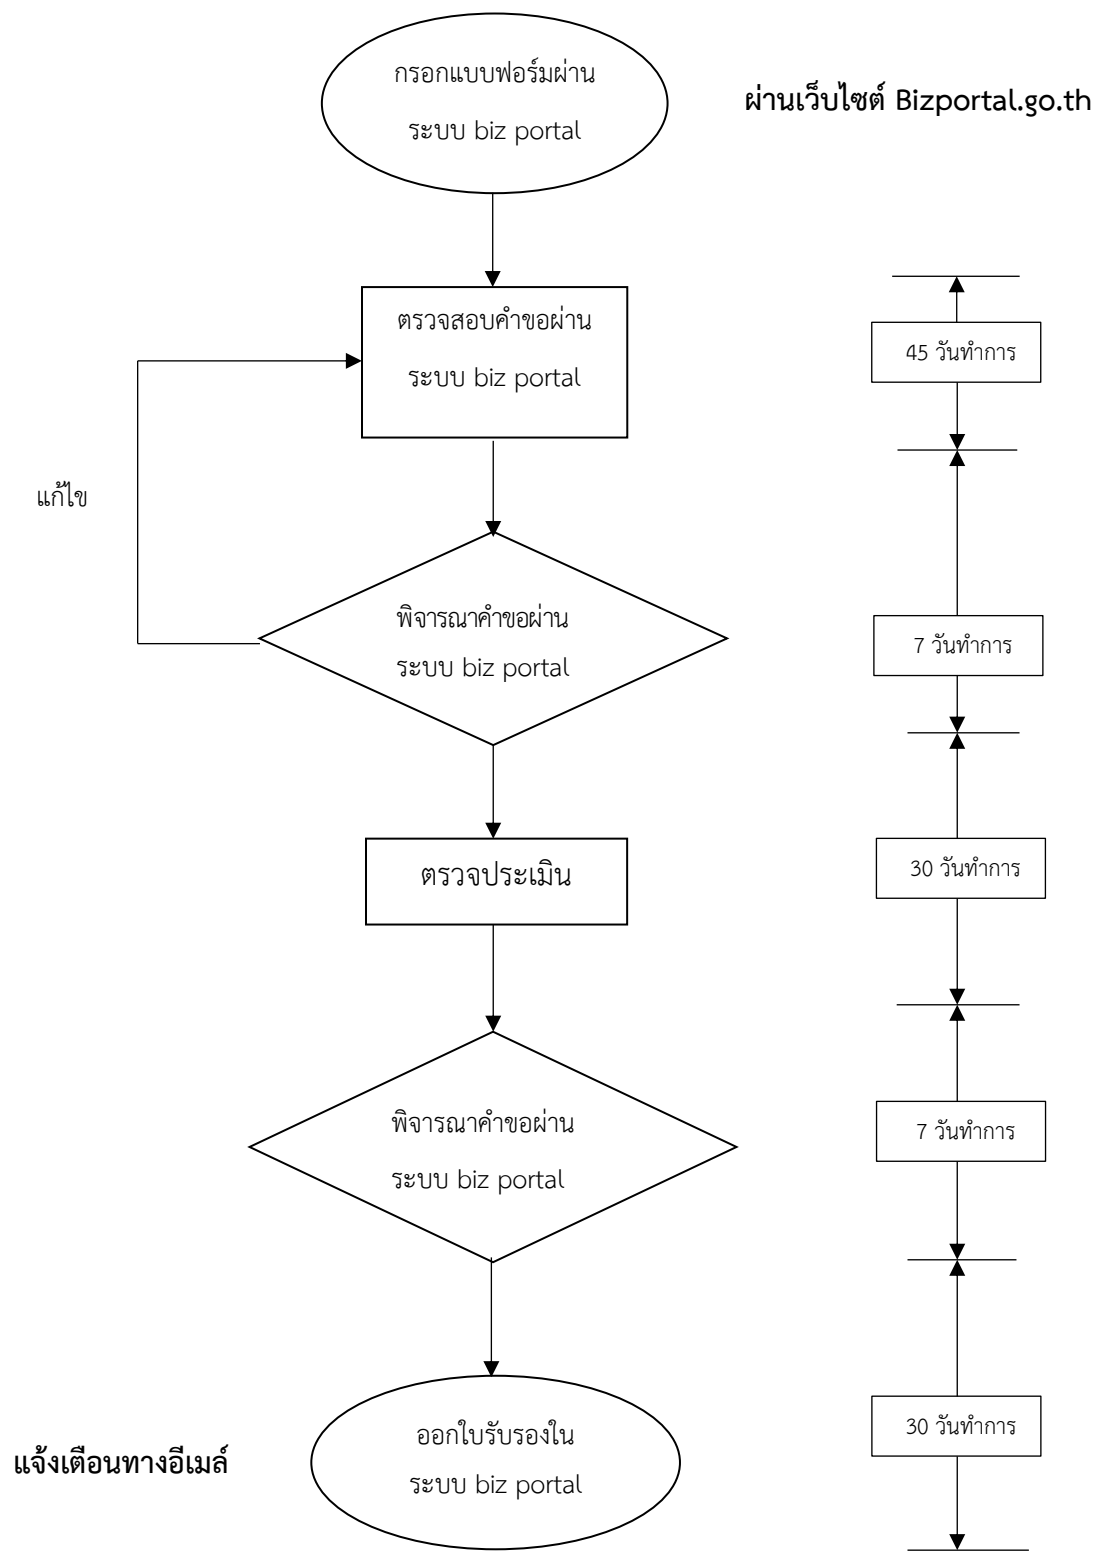 กรอกแบบฟอร์มผ่าน
ระบบ biz portal
ผ่านเว็บไซต์ Bizportal.go.th
ตรวจสอบคำขอผ่าน
ระบบ biz portal
45 วันทำการ
แก้ไข
พิจารณาคำขอผ่าน
ระบบ biz portal
7 วันทำการ
ตรวจประเมิน
30 วันทำการ
พิจารณาคำขอผ่าน
ระบบ biz portal
7 วันทำการ
ออกใบรับรองใน
ระบบ biz portal
แจ้งเตือนทางอีเมล์
30 วันทำการ